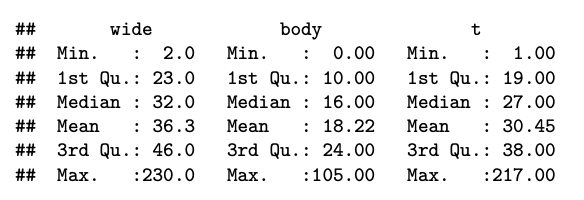 ##       wide            body              t
##  Min.   :  2.0   Min.   :  0.00   Min.   :  1.00
##  1st Qu.: 23.0   1st Qu.: 10.00   1st Qu.: 19.00
##  Median : 32.0   Median : 16.00   Median : 27.00
##  Mean   : 36.3   Mean   : 18.22   Mean   : 30.45
##  3rd Qu.: 46.0   3rd Qu.: 24.00   3rd Qu.: 38.00
##  Max.   :230.0   Max.   :105.00   Max.   :217.00